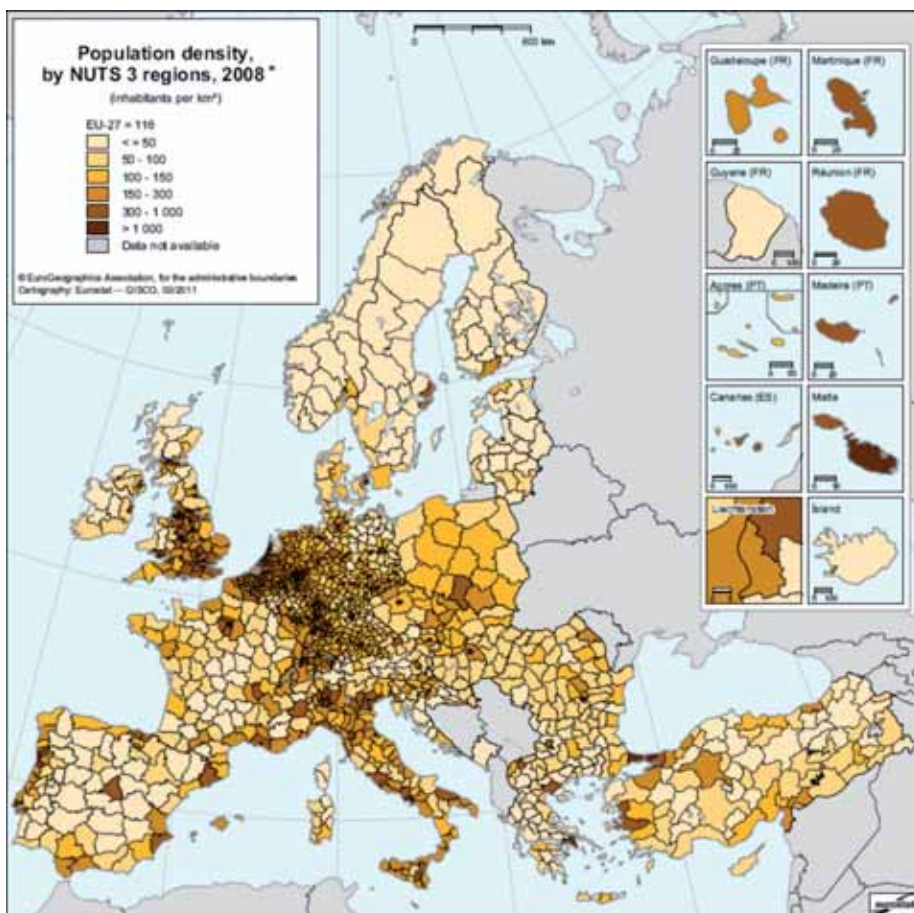 Population density,
by NUTS 3 regions, 2008 *
(inhabitants per km²)
EU-27 = 116
<= 50
50 - 100
100 - 150
150 - 300
300 - 1 000
> 1 000
Data not available
© EuroGeographics Association, for the administrative boundaries
Cartography: Eurostat — GISCO, 03/2011
0 600 km
Guadeloupe (FR)
Martinique (FR)
Guyane (FR)
Réunion (FR)
Açores (PT)
Madeira (PT)
Canarias (ES)
Malta
Liechtenstein
Ísland
eurostat